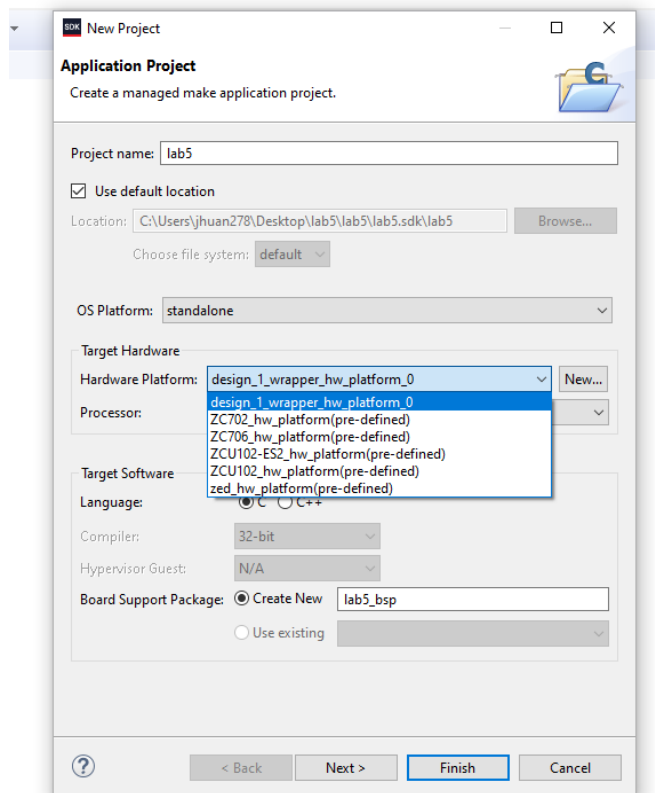 SDK New Project
Application Project
Create a managed make application project.
C
Project name: lab5
Use default location
Location: C:\Users\jhuan278\Desktop\lab5\lab5\lab5.sdk\lab5 Browse...
Choose file system: default
OS Platform: standalone
Target Hardware
Hardware Platform: design_1_wrapper_hw_platform_0 New...
design_1_wrapper_hw_platform_0
Processor:
ZC702_hw_platform(pre-defined)
ZC706_hw_platform(pre-defined)
ZCU102-ES2_hw_platform(pre-defined)
ZCU102_hw_platform(pre-defined)
Target Software
zed_hw_platform(pre-defined)
Language: C C++
Compiler: 32-bit
Hypervisor Guest: N/A
Board Support Package: Create New lab5_bsp
Use existing
? < Back Next > Finish Cancel